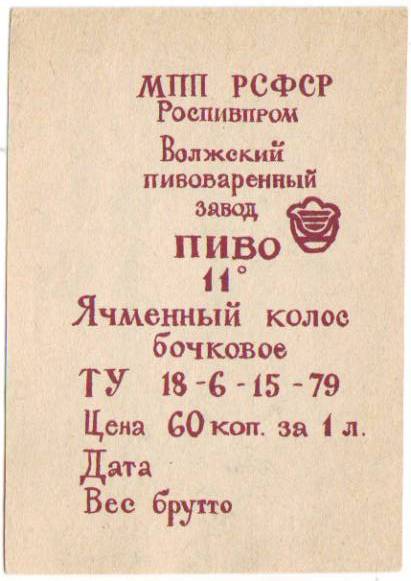 МПП РСФСР
Роспивпром
Волжский
пивоваренный
завод
ПИВО
11°
Ячменный колос
бочковое
ТУ 18-6-15-79
Цена 60 коп. за 1 л.
Дата
Вес брутто